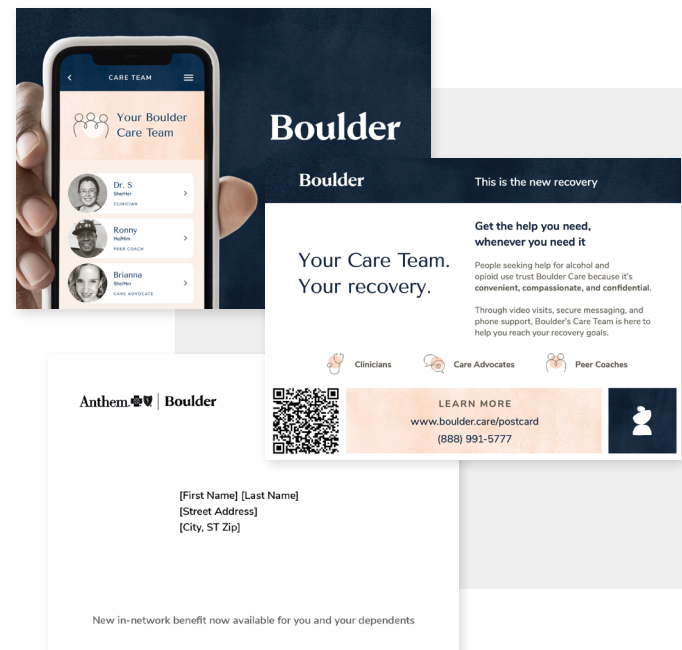 CARE TEAM
Your Boulder
Care Team
Dr. S
She/Her
CLINICIAN
Ronny
He/Him
PEER COACH
Brianna
She/Her
CARE ADVOCATE
Boulder
Boulder
This is the new recovery
Your Care Team.
Your recovery.
Get the help you need,
whenever you need it
People seeking help for alcohol and
opioid use trust Boulder Care because it's
convenient, compassionate, and confidential.
Through video visits, secure messaging, and
phone support, Boulder's Care Team is here to
help you reach your recovery goals.
Clinicians
Care Advocates
Peer Coaches
LEARN MORE
www.boulder.care/postcard
(888) 991-5777
Anthem | Boulder
[First Name] [Last Name]
[Street Address]
[City, ST Zip]
New in-network benefit now available for you and your dependents